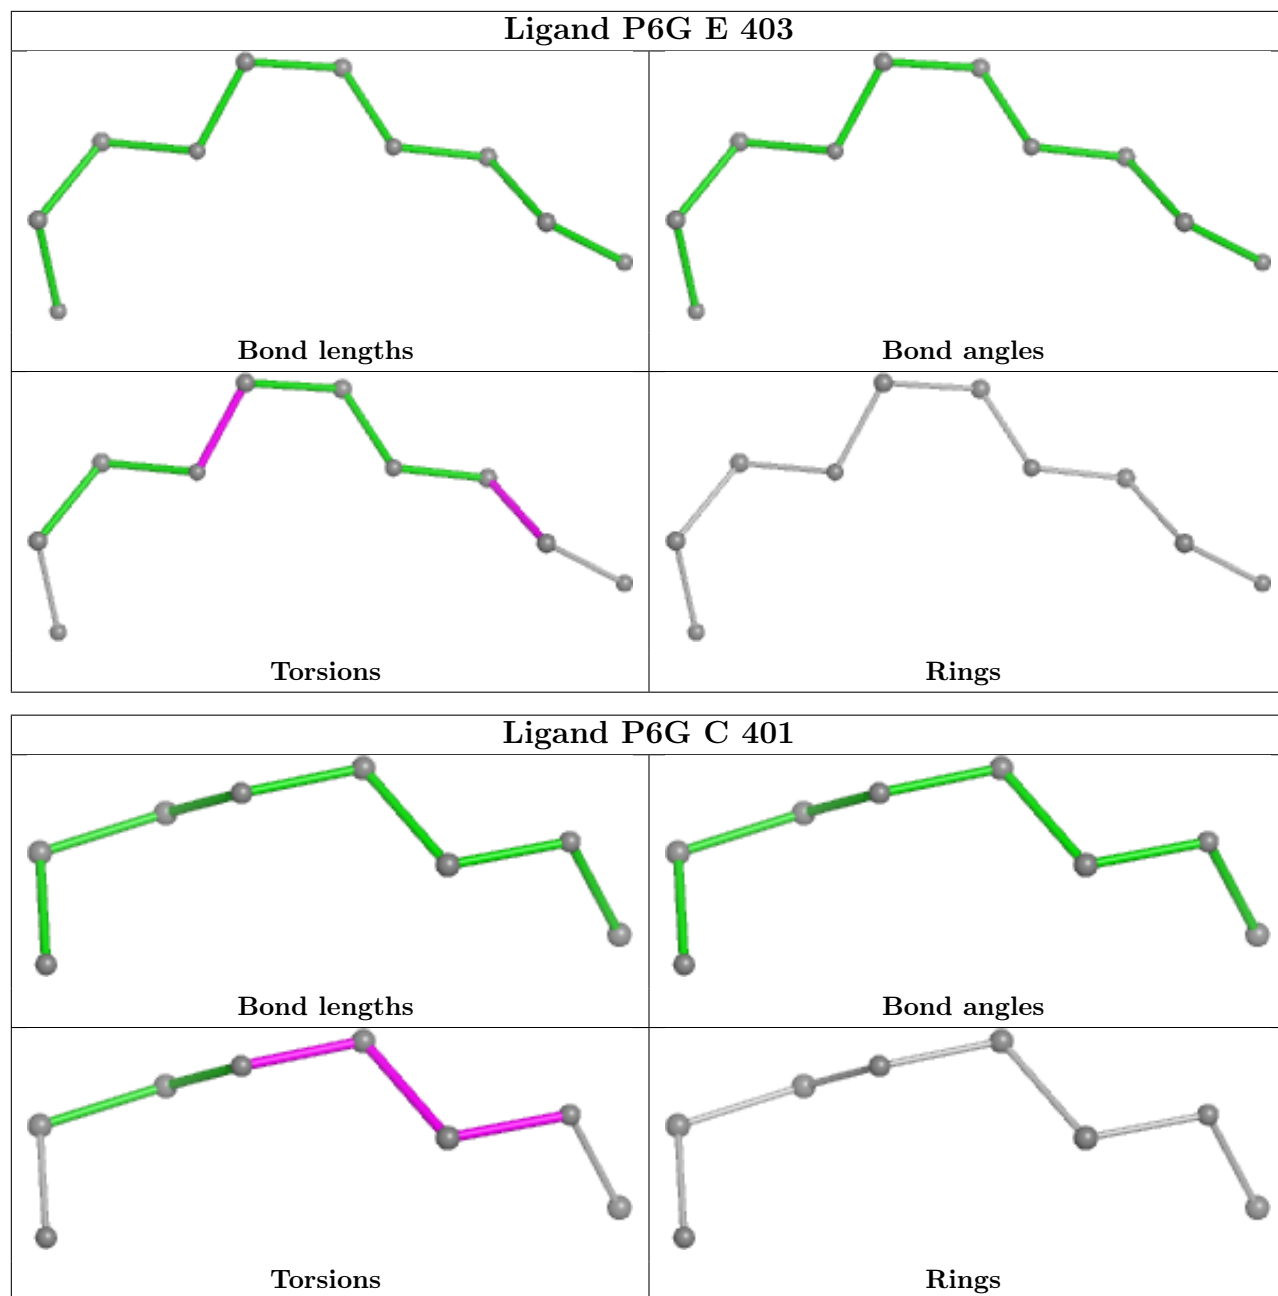 Ligand P6G E 403
Bond lengths
Bond angles
Torsions
Rings
Ligand P6G C 401
Bond lengths
Bond angles
Torsions
Rings